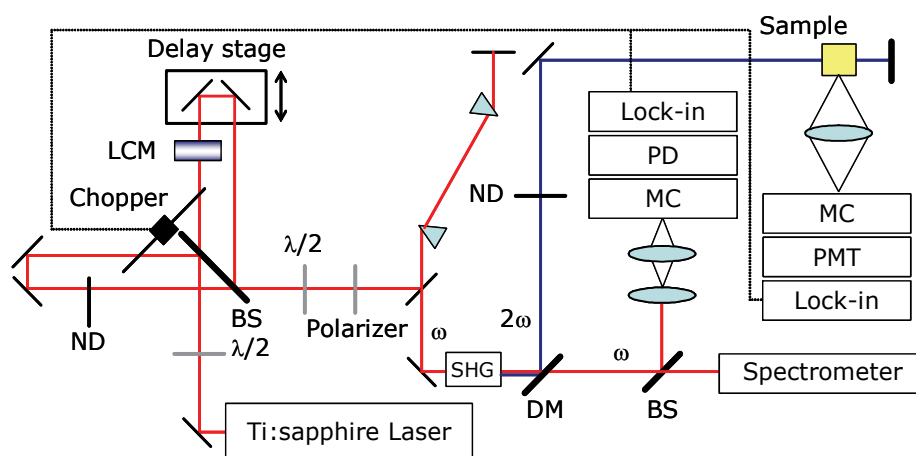 Delay stage
LCM
Chopper
ND
λ/2
BS
λ/2
Polarizer
Ti:sapphire Laser
ω
SHG
2ω
DM
ω
BS
Spectrometer
ND
Lock-in
PD
MC
Sample
MC
PMT
Lock-in